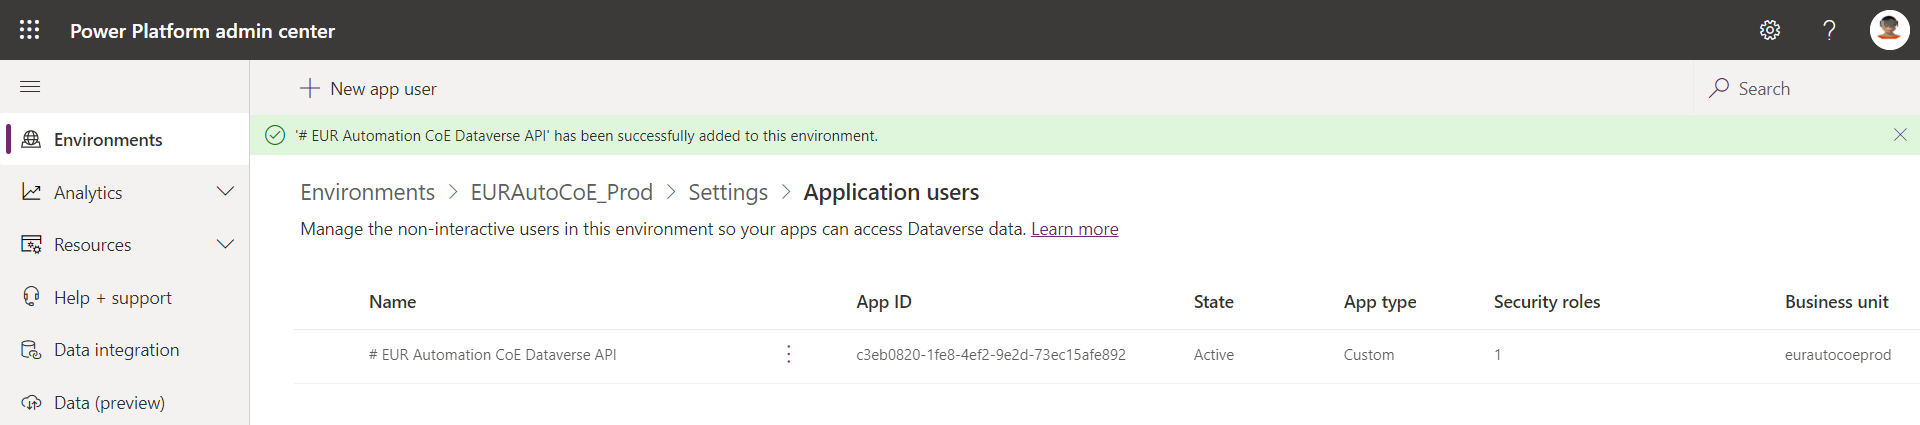 Power Platform admin center
New app user
Search
'# EUR Automation CoE Dataverse API' has been successfully added to this environment.
Environments
Analytics
Resources
Help + support
Data integration
Data (preview)
Environments > EURAutoCoE_Prod > Settings > Application users
Manage the non-interactive users in this environment so your apps can access Dataverse data. Learn more
Name App ID State App type Security roles Business unit
# EUR Automation CoE Dataverse API c3eb0820-1fe8-4ef2-9e2d-73ec15afe892 Active Custom 1 eurautocoeprod